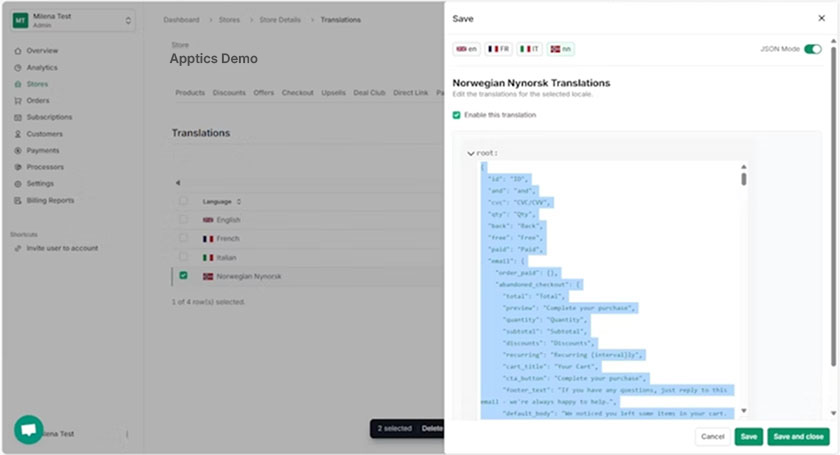 MT
Milena Test
Admin
Overview
Analytics
Stores
Orders
Subscriptions
Customers
Payments
Processors
Settings
Billing Reports
Shortcuts
Invite user to account
lena Test
Dashboard > Stores > Store Details > Translations
Store
Apptics Demo
Products Discounts Offers Checkout Upsells Deal Club Direct Link Pa
Translations
Language
English
French
Italian
Norwegian Nynorsk
1 of 4 row(s) selected.
2 selected Delete
Save
en FR IT nn
JSON Mode
Norwegian Nynorsk Translations
Edit the translations for the selected locale.
Enable this translation
root:
{
"id": "ID",
"and": "and",
"cvc": "CVC/CVV",
"qty": "Qty",
"back": "Back",
"free": "Free",
"paid": "Paid",
"email": {
"order_paid": {},
"abandoned_checkout": {
"total": "Total",
"preview": "Complete your purchase",
"quantity": "Quantity",
"subtotal": "Subtotal",
"discounts": "Discounts",
"recurring": "Recurring {interval}ly",
"cart_title": "Your Cart",
"cta_button": "Complete your purchase",
"footer_text": "If you have any questions, just reply to this
email - we're always happy to help.",
"default_body": "We noticed you left some items in your cart.
Cancel Save Save and close